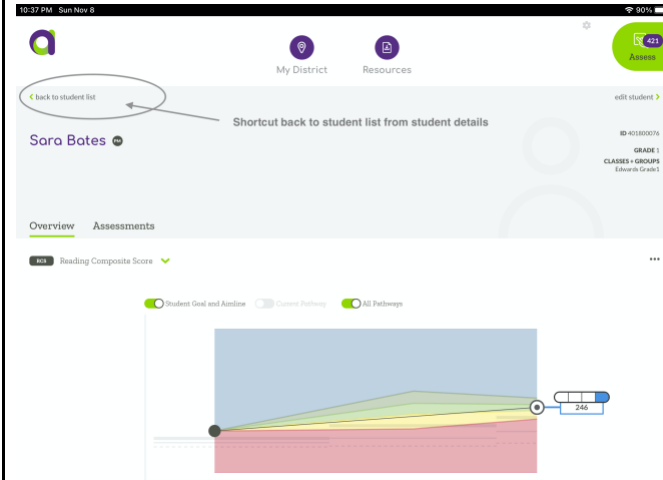 10:37 PM Sun Nov 8
90%
421
Assess
My District
Resources
back to student list
edit student
Shortcut back to student list from student details
Sara Bates
PM
ID 401800076
GRADE 1
CLASSES + GROUPS
Edwards Grade1
Overview Assessments
RCS Reading Composite Score
Student Goal and Aimline Current Pathway All Pathways
246